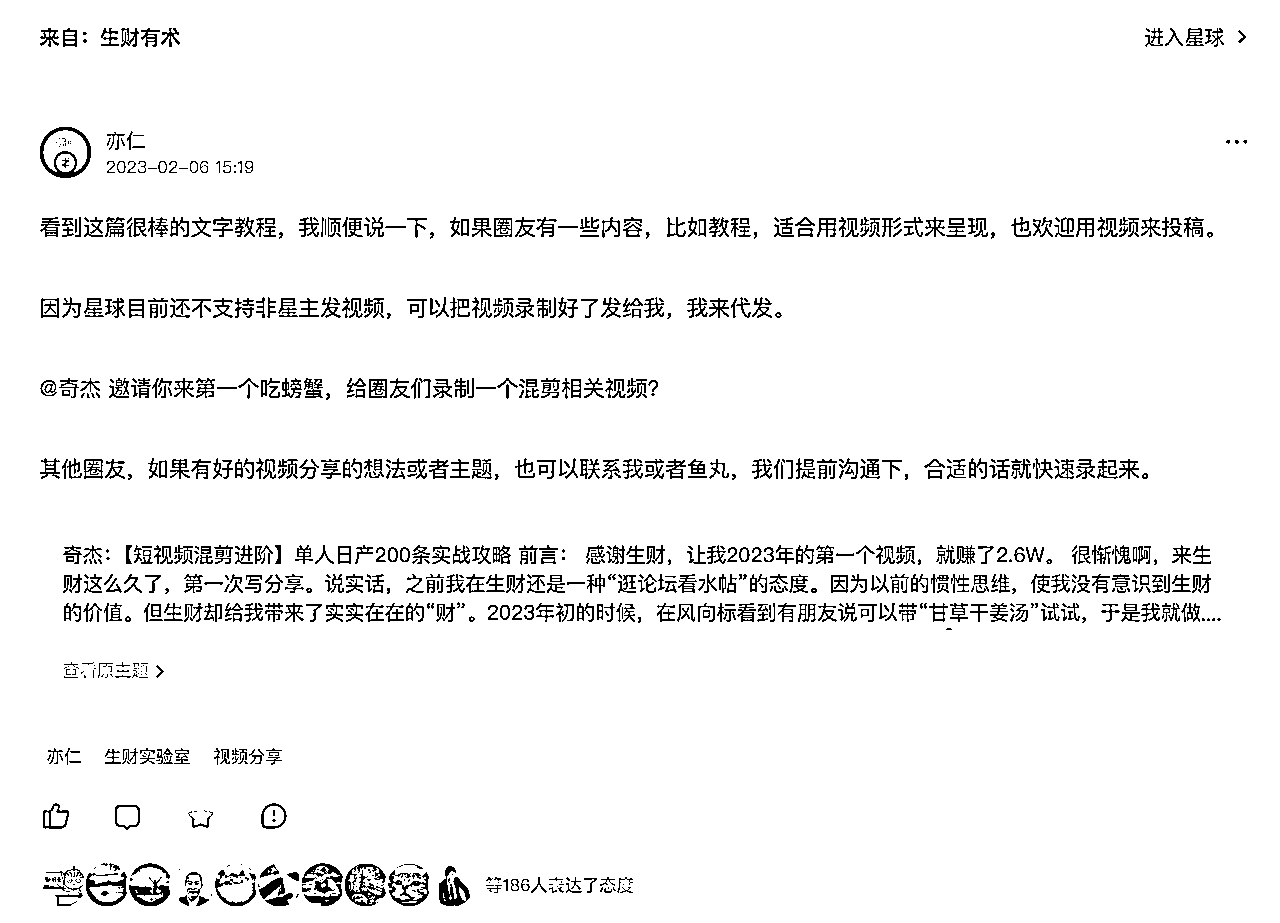 来自：生财有术
进入星球
亦仁
2023-02-06 15:19
看到这篇很棒的文字教程，我顺便说一下，如果圈友有一些内容，比如教程，适合用视频形式来呈现，也欢迎用视频来投稿。
因为星球目前还不支持非星主发视频，可以把视频录制好了发给我，我来代发。
@奇杰 邀请你来第一个吃螃蟹，给圈友们录制一个混剪相关视频？
其他圈友，如果有好的视频分享的想法或者主题，也可以联系我或者鱼丸，我们提前沟通下，合适的话就快速录起来。
奇杰：【短视频混剪进阶】单人日产200条实战攻略 前言： 感谢生财，让我2023年的第一个视频，就赚了2.6W。 很惭愧啊，来生
财这么久了，第一次写分享。说实话，之前我在生财还是一种“逛论坛看水帖”的态度。因为以前的惯性思维，使我没有意识到生财
的价值。但生财却给我带来了实实在在的“财”。2023年初的时候，在风向标看到有朋友说可以带“甘草干姜汤”试试，于是我就做....
查看原主题
亦仁 生财实验室 视频分享
等186人表达了态度